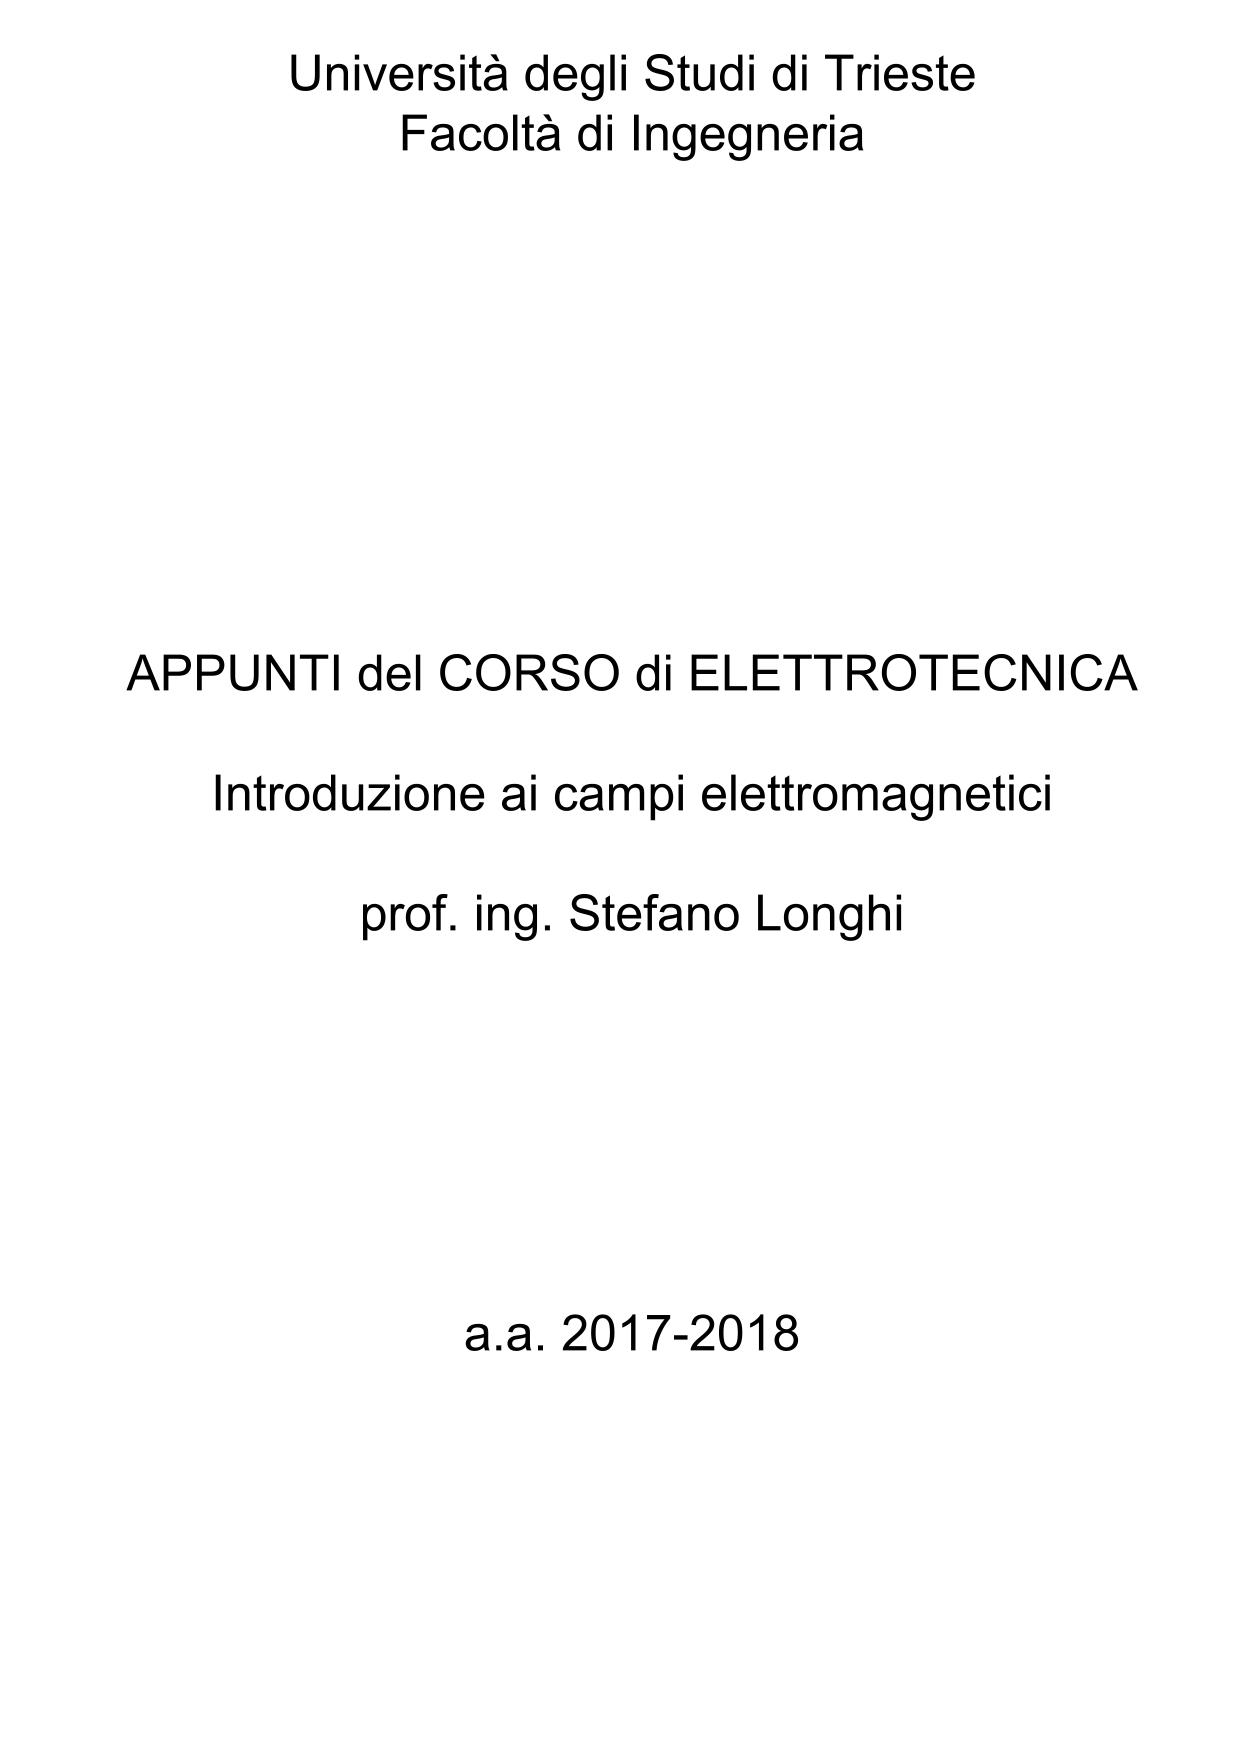 Università degli Studi di Trieste
Facoltà di Ingegneria
APPUNTI del CORSO di ELETTROTECNICA
Introduzione ai campi elettromagnetici
prof. ing. Stefano Longhi
a.a. 2017-2018